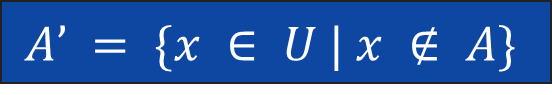 A’ = {x ∈ U | x ∉ A}